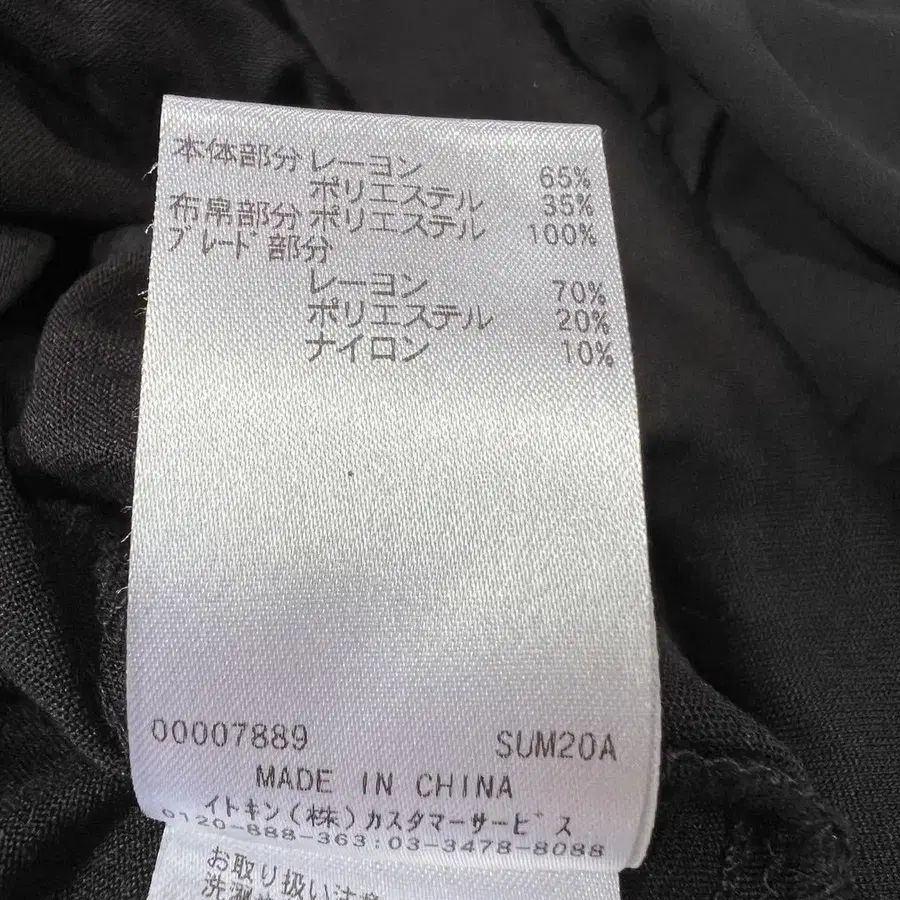 本体部分 レーヨン 65%
ポリエステル 35%
布帛部分 ポリエステル 100%
ブレード部分
レーヨン 70%
ポリエステル 20%
ナイロン 10%
00007889 SUM20A
MADE IN CHINA
イトキン(株)カスタマーサービス
0120-888-363:03-3478-8088
お取り扱い注意
洗濯